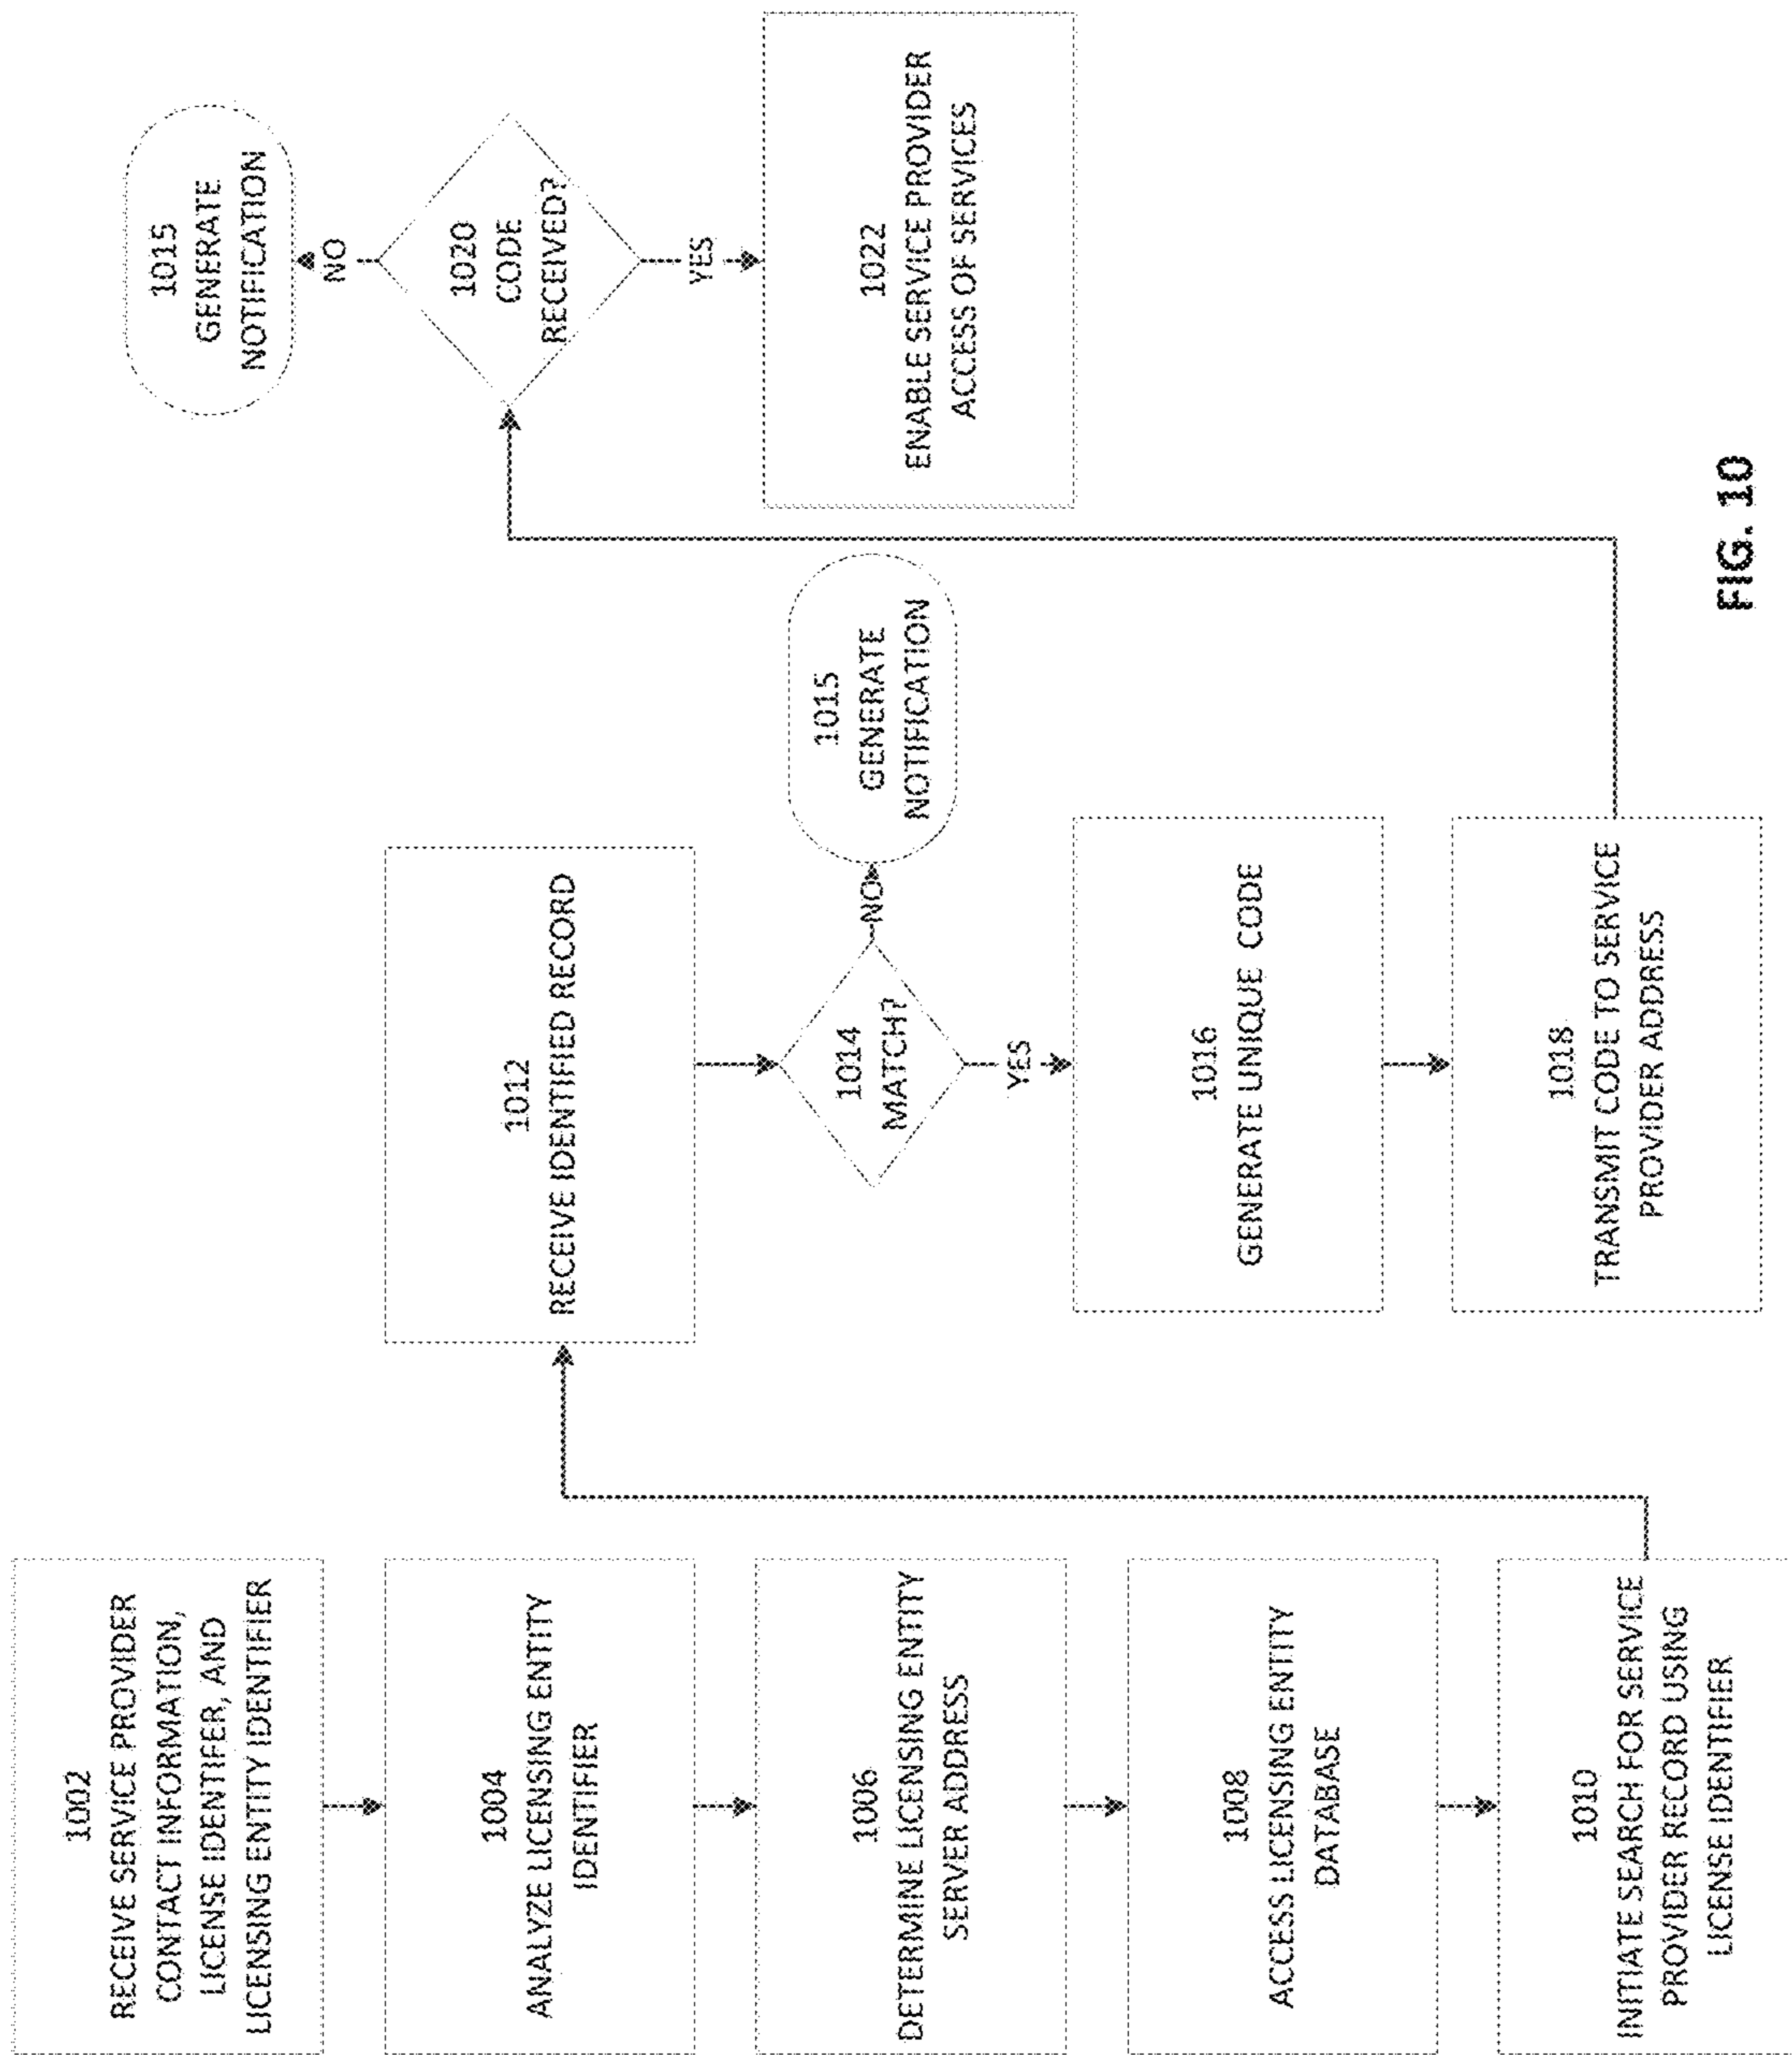 1002
RECEIVE SERVICE PROVIDER
CONTACT INFORMATION,
LICENSE IDENTIFER, AND
LICENSING ENTITY IDENTIFIER
1004
ANALYZE LICENSING ENTITY
IDENTIFIER
1006
DETERMINE LICENSING ENTITY
SERVER ADDRESS
1008
ACCESS LICENSING ENTITY
DATABASE
1010
INITIATE SEARCH FOR SERVICE
PROVIDER RECORD USING
LICENSE IDENTIFIER
1012
RECEIVE IDENTIFIED RECORD
1014
MATCH?
NO
1015
GENERATE
NOTIFICATION
YES
1016
GENERATE UNIQUE CODE
1018
TRANSMIT CODE TO SERVICE
PROVIDER ADDRESS
1015
GENERATE
NOTIFICATION
NO
1020
CODE
RECEIVED?
YES
1022
ENABLE SERVICE PROVIDER
ACCESS OF SERVICES
FIG. 10